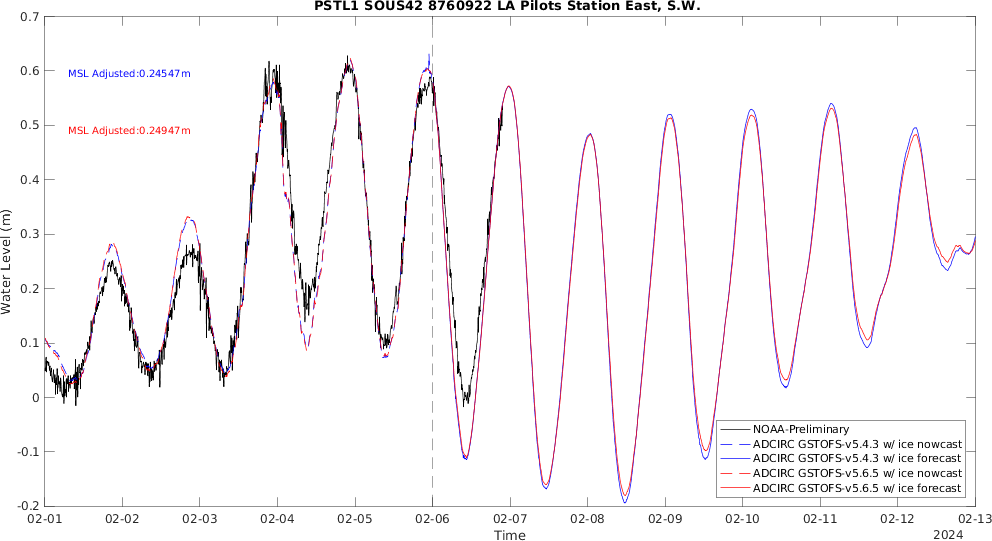 PSTL1 SOUS42 8760922 LA Pilots Station East, S.W.
0.7
0.6
0.5
0.4
0.3
0.2
0.1
0
-0.1
-0.2
Water Level (m)
MSL Adjusted:0.24547m
MSL Adjusted:0.24947m
NOAA-Preliminary
ADCIRC GSTOFS-v5.4.3 w/ ice nowcast
ADCIRC GSTOFS-v5.4.3 w/ ice forecast
ADCIRC GSTOFS-v5.6.5 w/ ice nowcast
ADCIRC GSTOFS-v5.6.5 w/ ice forecast
02-01 02-02 02-03 02-04 02-05 02-06 02-07 02-08 02-09 02-10 02-11 02-12 02-13
Time
2024